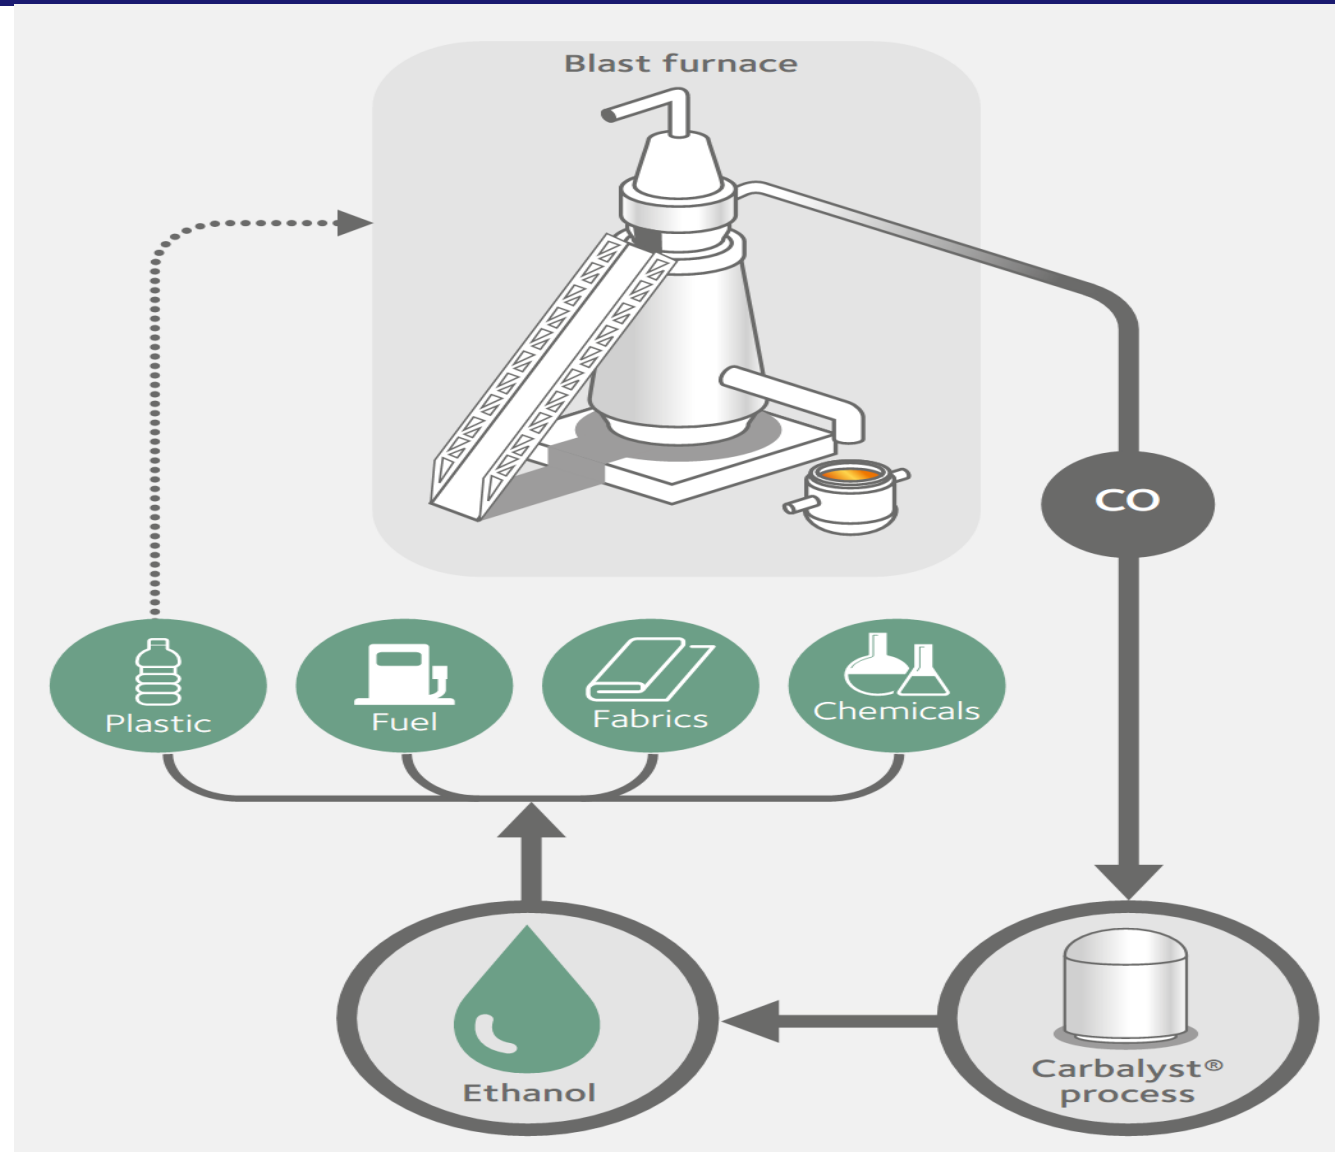 Blast furnace
CO
Plastic
Fuel
Fabrics
Chemicals
Ethanol
Carbalyst®
process